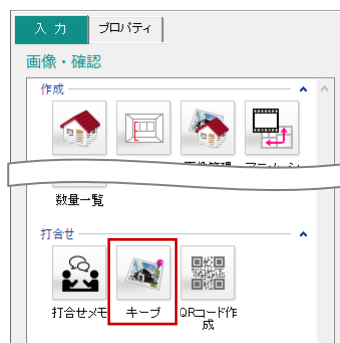 入力 プロパティ
画像・確認
作成
数量一覧
打合せ
打合せメモ キープ QRコード作
成